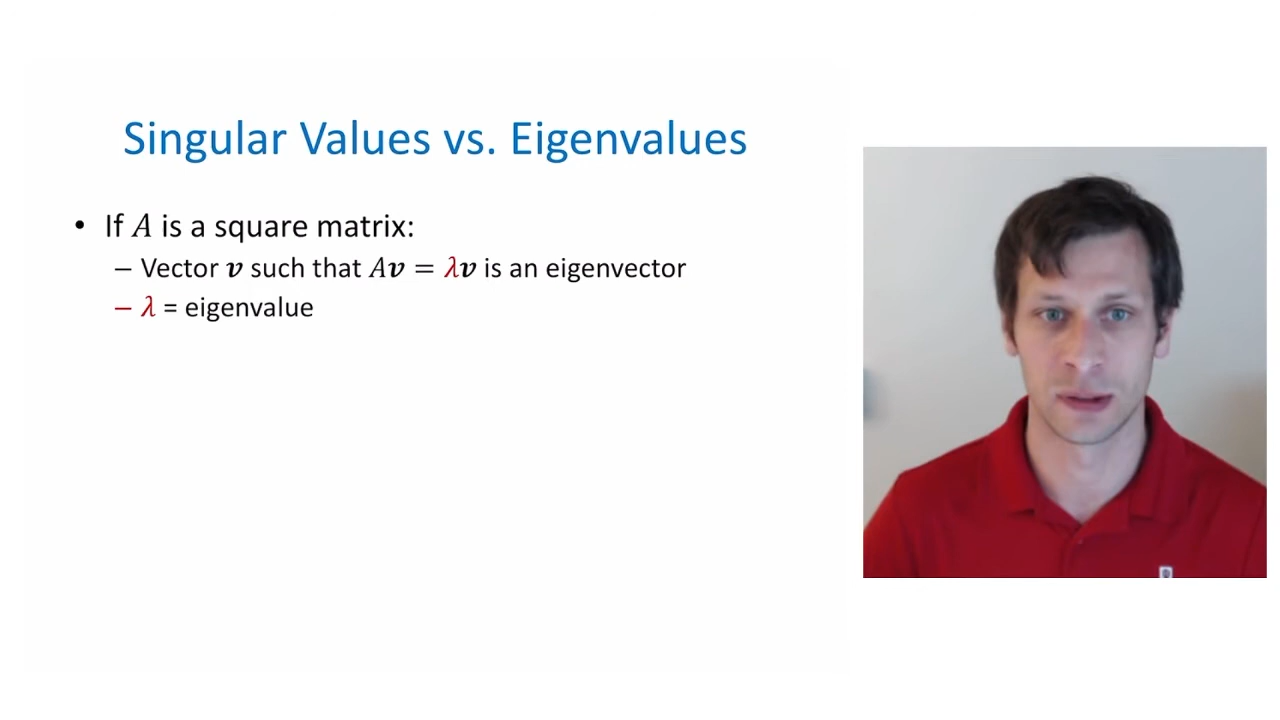 Singular Values vs. Eigenvalues
• If A is a square matrix:
– Vector v such that Av = λv is an eigenvector
– λ = eigenvalue